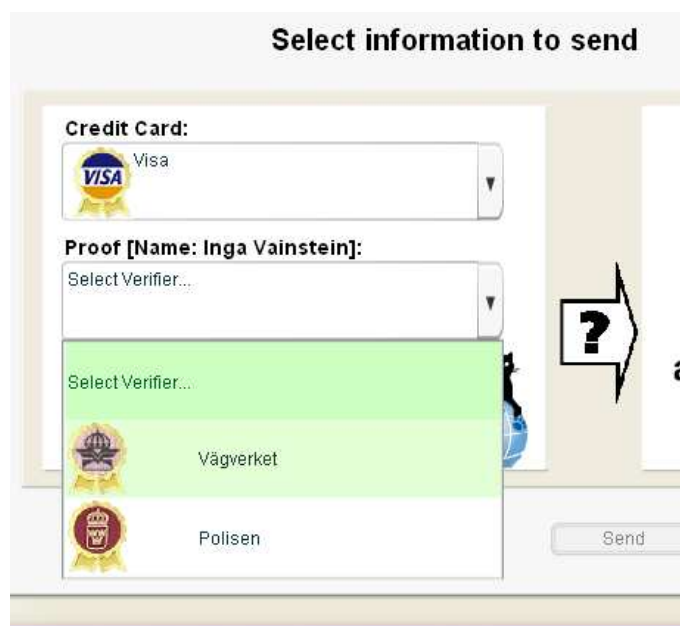 Select information to send
Credit Card:
VISA
Visa
Proof [Name: Inga Vainstein]:
Select Verifier...
?
Select Verifier...
Vägverket
Polisen
Send